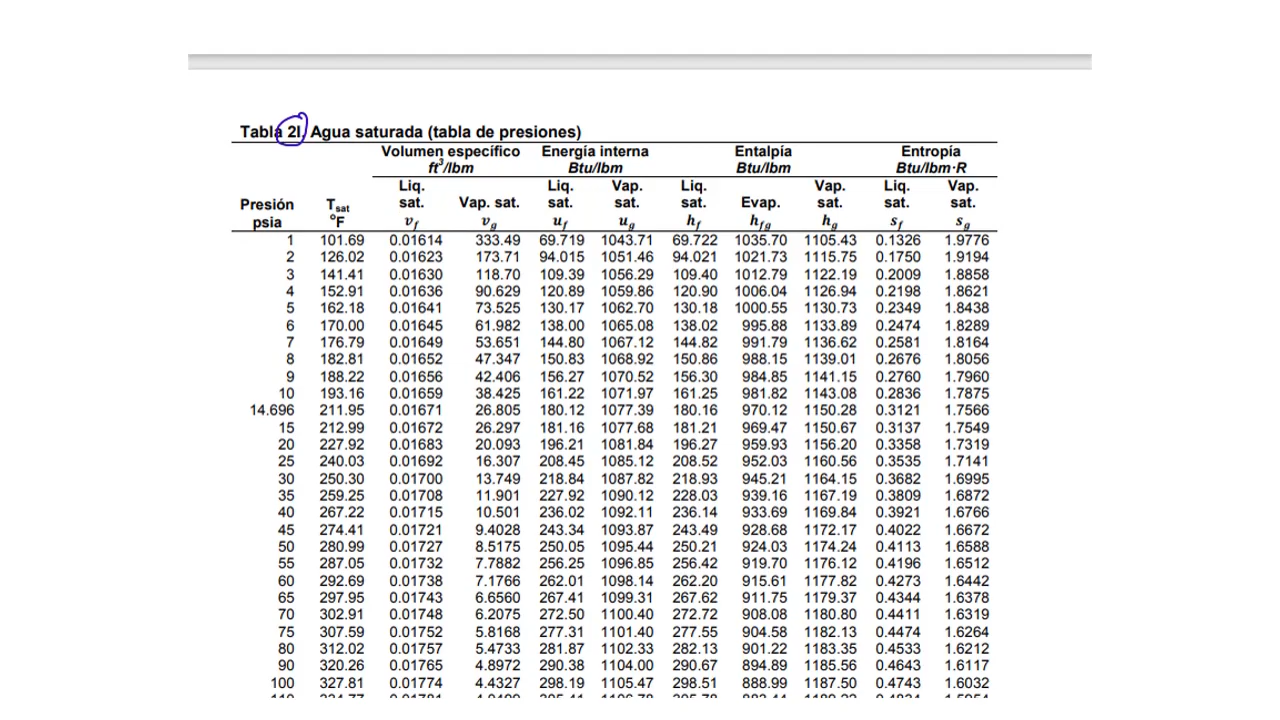 Tabla 2I. Agua saturada (tabla de presiones)
Volumen específico Energía interna Entalpía Entropía
ft³/lbm Btu/lbm Btu/lbm Btu/lbm·R
Liq. Liq. Vap. Liq. Vap. Liq. Vap.
Presión T_sat sat. Vap. sat. sat. sat. sat. Evap. sat. sat. sat.
psia °F v_f v_g u_f u_g h_f h_fg h_g s_f s_g
1 101.69 0.01614 333.49 69.719 1043.71 69.722 1035.70 1105.43 0.1326 1.9776
2 126.02 0.01623 173.71 94.015 1051.46 94.021 1021.73 1115.75 0.1750 1.9194
3 141.41 0.01630 118.70 109.39 1056.29 109.40 1012.79 1122.19 0.2009 1.8858
4 152.91 0.01636 90.629 120.89 1059.86 120.90 1006.04 1126.94 0.2198 1.8621
5 162.18 0.01641 73.525 130.17 1062.70 130.18 1000.55 1130.73 0.2349 1.8438
6 170.00 0.01645 61.982 138.00 1065.08 138.02 995.88 1133.89 0.2474 1.8289
7 176.79 0.01649 53.651 144.80 1067.12 144.82 991.79 1136.62 0.2581 1.8164
8 182.81 0.01652 47.347 150.83 1068.92 150.86 988.15 1139.01 0.2676 1.8056
9 188.22 0.01656 42.406 156.27 1070.52 156.30 984.85 1141.15 0.2760 1.7960
10 193.16 0.01659 38.425 161.22 1071.97 161.25 981.82 1143.08 0.2836 1.7875
14.696 211.95 0.01671 26.805 180.12 1077.39 180.16 970.12 1150.28 0.3121 1.7566
15 212.99 0.01672 26.297 181.16 1077.68 181.21 969.47 1150.67 0.3137 1.7549
20 227.92 0.01683 20.093 196.21 1081.84 196.27 959.93 1156.20 0.3358 1.7319
25 240.03 0.01692 16.307 208.45 1085.12 208.52 952.03 1160.56 0.3535 1.7141
30 250.30 0.01700 13.749 218.84 1087.82 218.93 945.21 1164.15 0.3682 1.6995
35 259.25 0.01708 11.901 227.92 1090.12 228.03 939.16 1167.19 0.3809 1.6872
40 267.22 0.01715 10.501 236.02 1092.11 236.14 933.69 1169.84 0.3921 1.6766
45 274.41 0.01721 9.4028 243.34 1093.87 243.49 928.68 1172.17 0.4022 1.6672
50 280.99 0.01727 8.5175 250.05 1095.44 250.21 924.03 1174.24 0.4113 1.6588
55 287.05 0.01732 7.7882 256.25 1096.85 256.42 919.70 1176.12 0.4196 1.6512
60 292.69 0.01738 7.1766 262.01 1098.14 262.20 915.61 1177.82 0.4273 1.6442
65 297.95 0.01743 6.6560 267.41 1099.31 267.62 911.75 1179.37 0.4344 1.6378
70 302.91 0.01748 6.2075 272.50 1100.40 272.72 908.08 1180.80 0.4411 1.6319
75 307.59 0.01752 5.8168 277.31 1101.40 277.55 904.58 1182.13 0.4474 1.6264
80 312.02 0.01757 5.4733 281.87 1102.33 282.13 901.22 1183.35 0.4533 1.6212
90 320.26 0.01765 4.8972 290.38 1104.00 290.67 894.89 1185.56 0.4643 1.6117
100 327.81 0.01774 4.4327 298.19 1105.47 298.51 888.99 1187.50 0.4743 1.6032